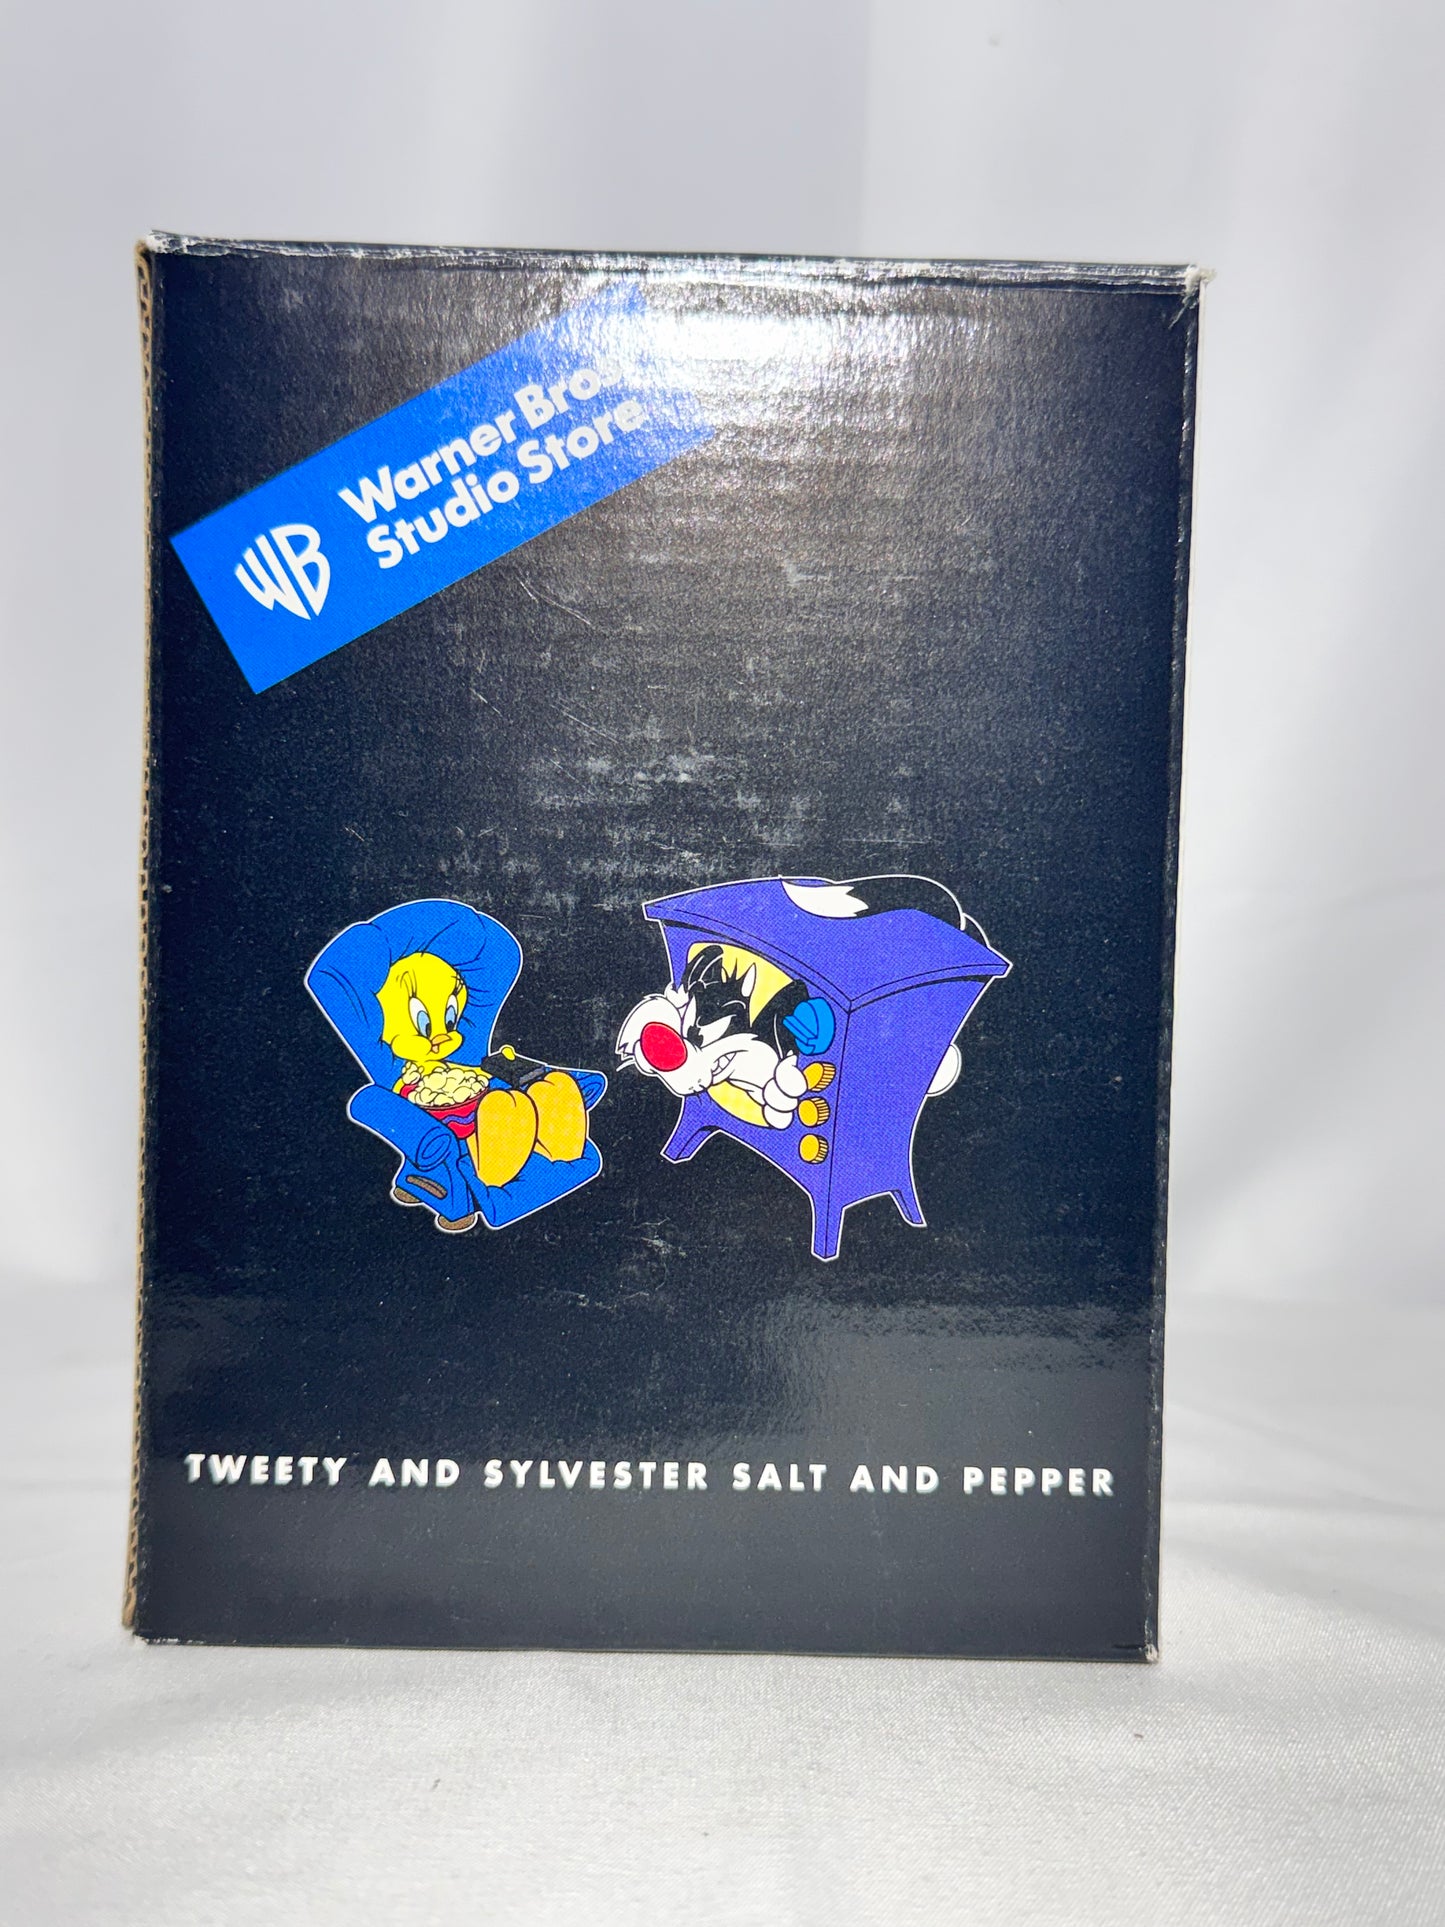 WB
Warner Bros.
Studio Store
TWEETY AND SYLVESTER SALT AND PEPPER